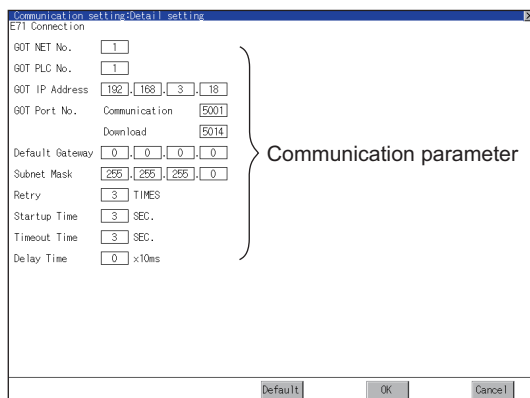 Communication setting:Detail setting
E71 Connection
GOT NET No. 1
GOT PLC No. 1
GOT IP Address 192.168.3.18
GOT Port No. Communication 5001
Download 5014
Default Gateway 0.0.0.0
Subnet Mask 255.255.255.0
Retry 3 TIMES
Startup Time 3 SEC.
Timeout Time 3 SEC.
Delay Time 0 ×10ms
Communication parameter
Default OK Cancel